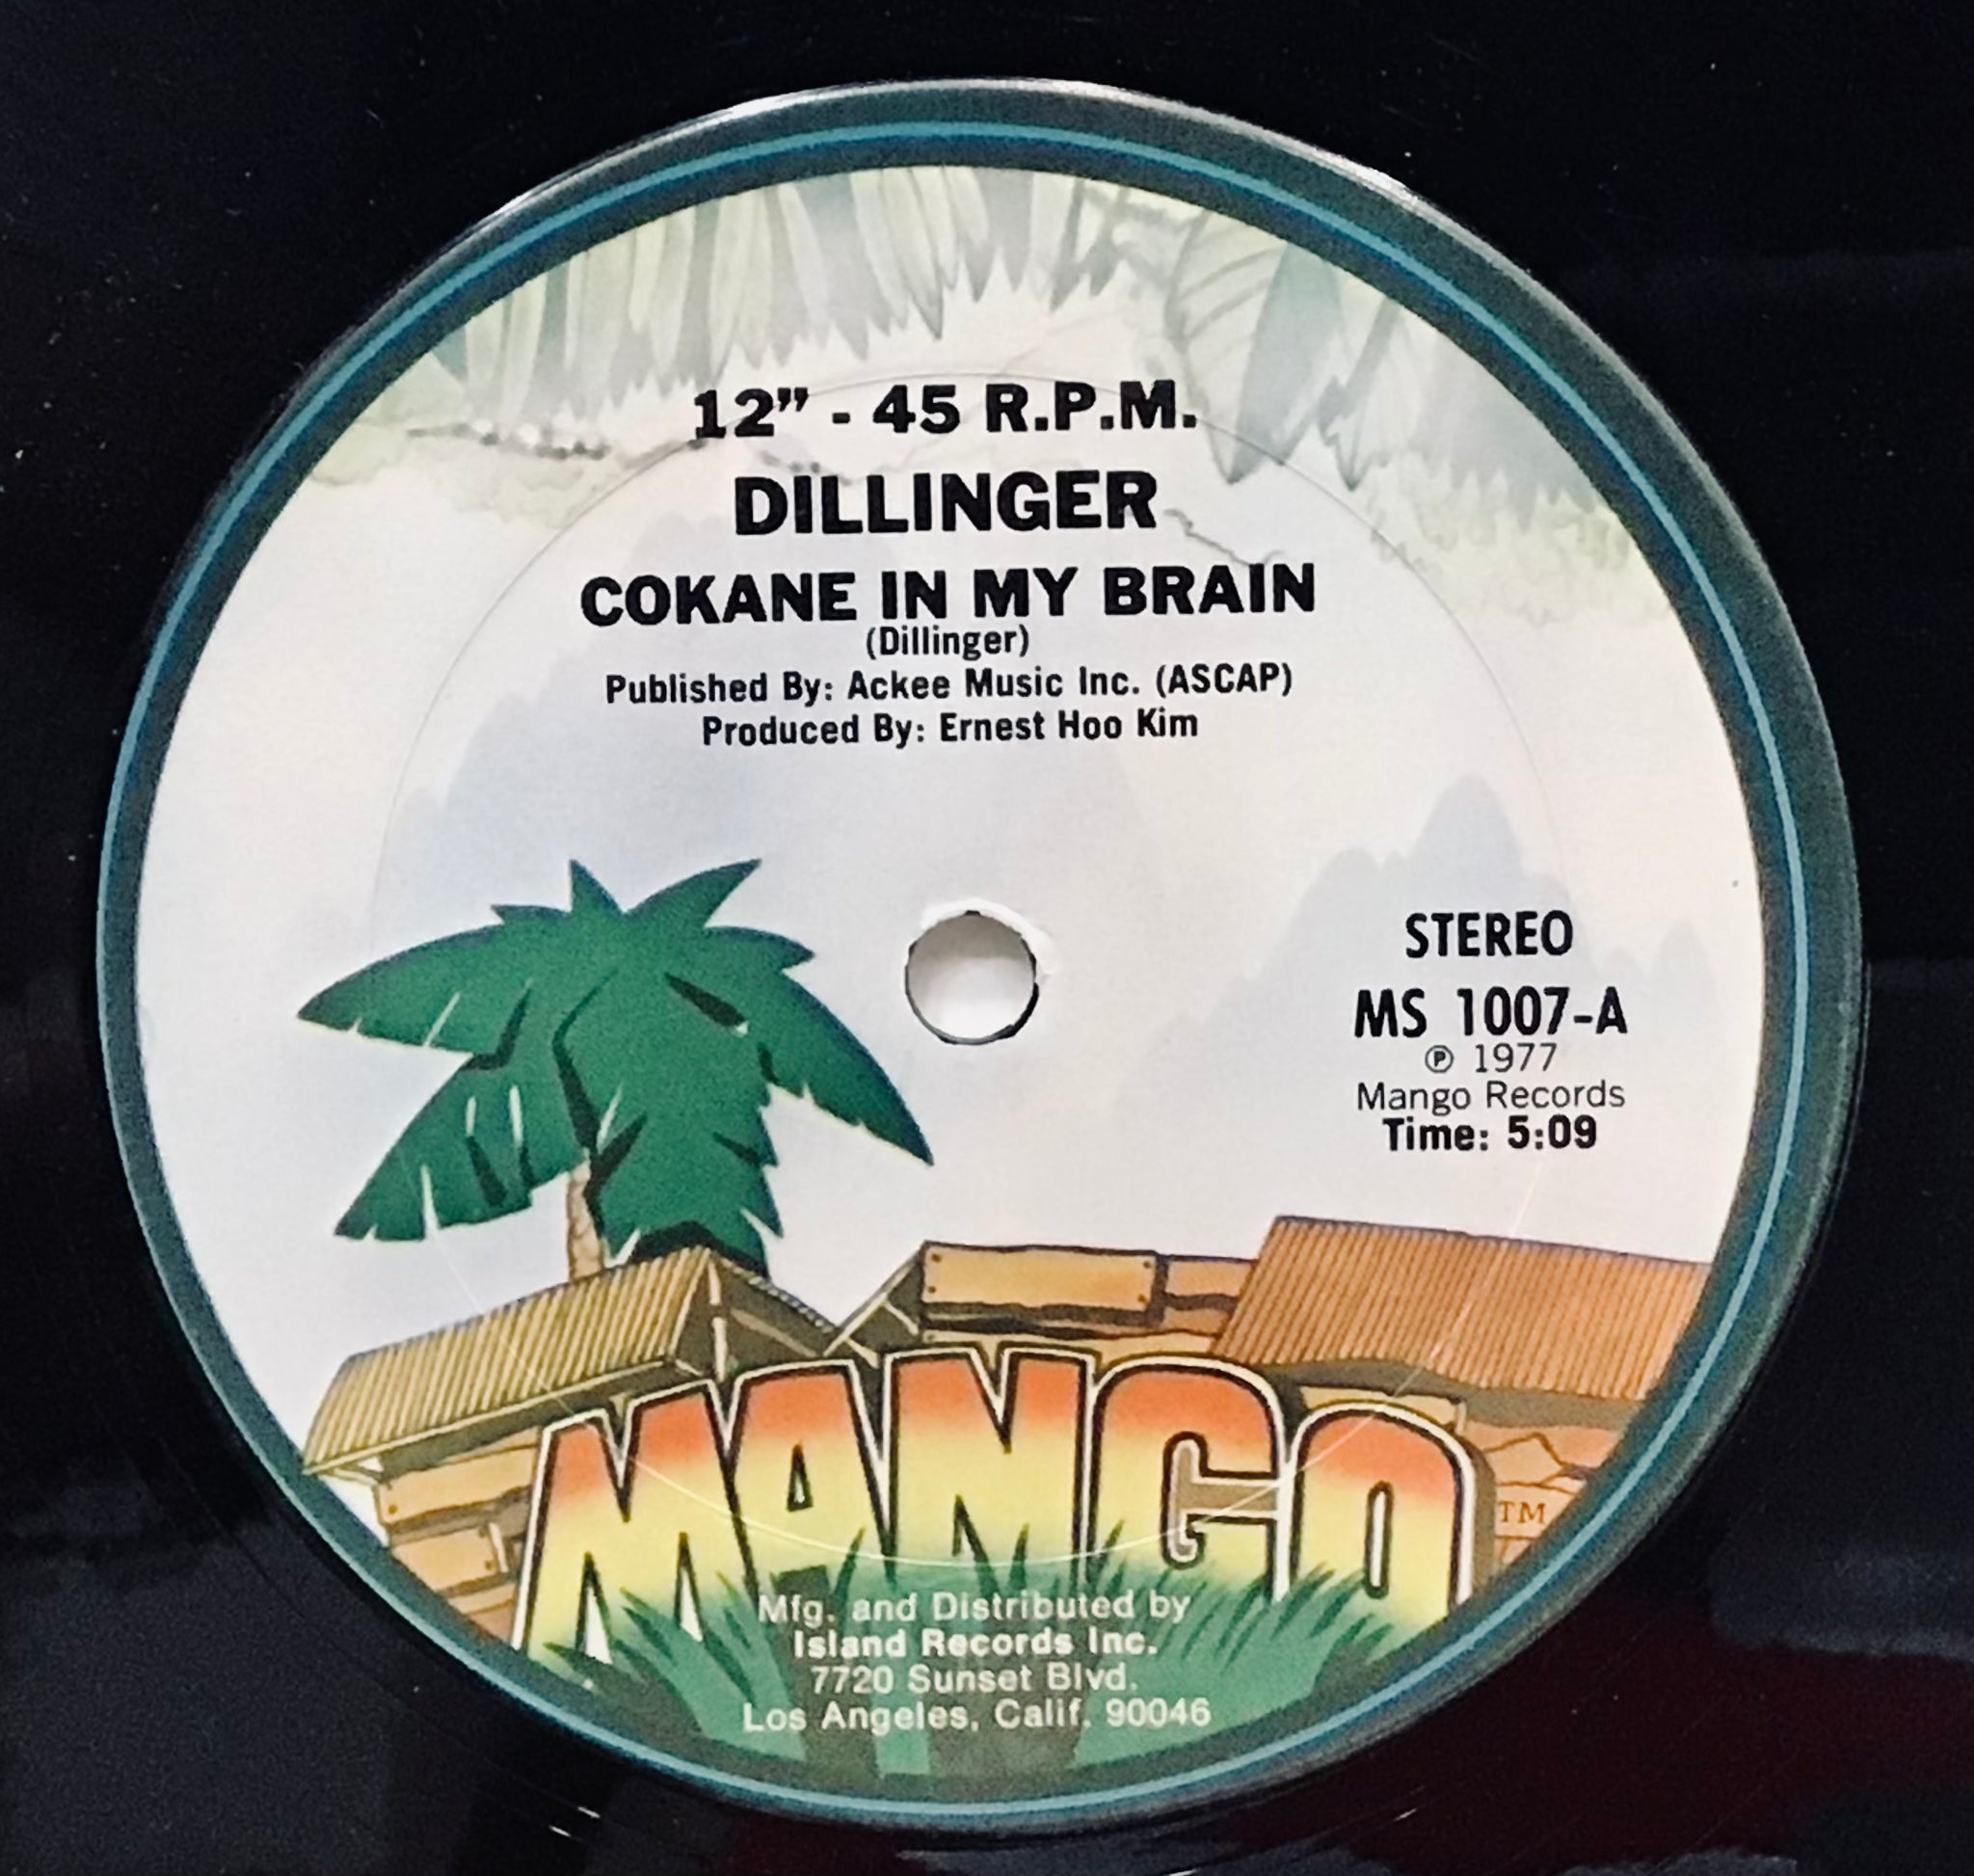 12” - 45 R.P.M.
DILLINGER
COKANE IN MY BRAIN
(Dillinger)
Published By: Ackee Music Inc. (ASCAP)
Produced By: Ernest Hoo Kim
STEREO
MS 1007-A
℗ 1977
Mango Records
Time: 5:09
MANGO
TM
Mfg. and Distributed by
Island Records Inc.
7720 Sunset Blvd.
Los Angeles, Calif. 90046